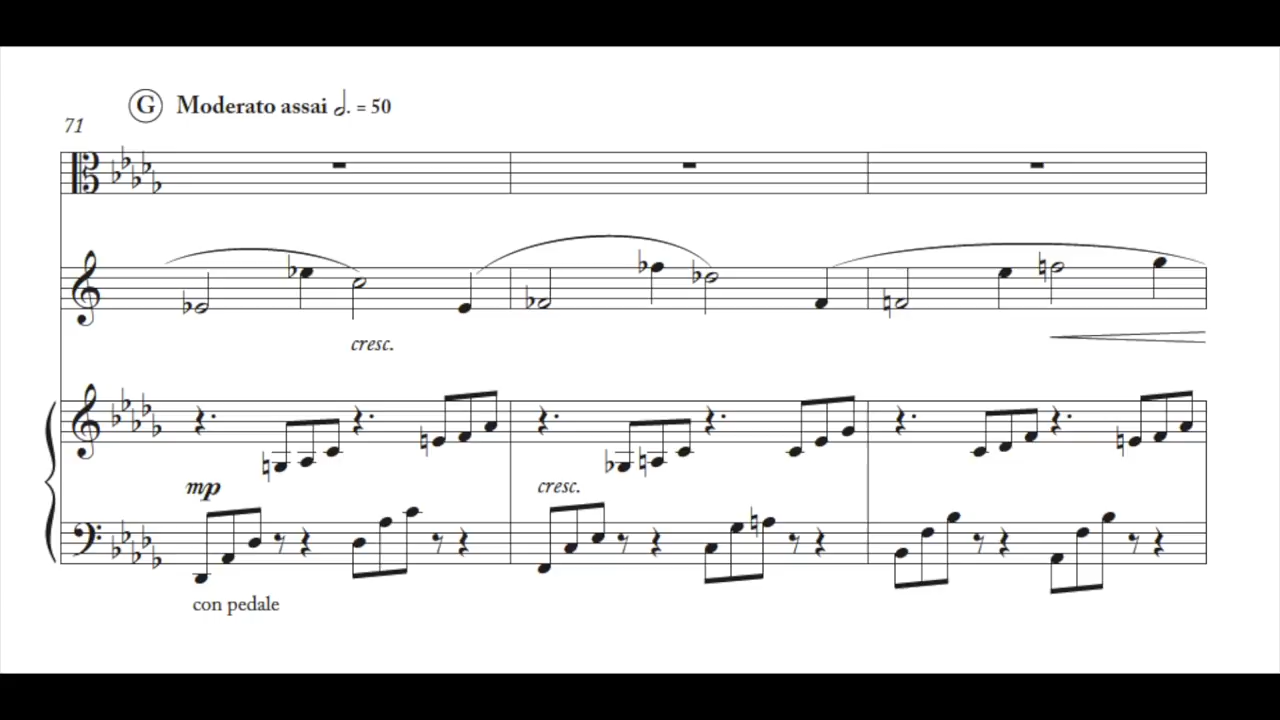 G Moderato assai 𝅗𝅥. = 50
71
cresc.
mp cresc.
con pedale